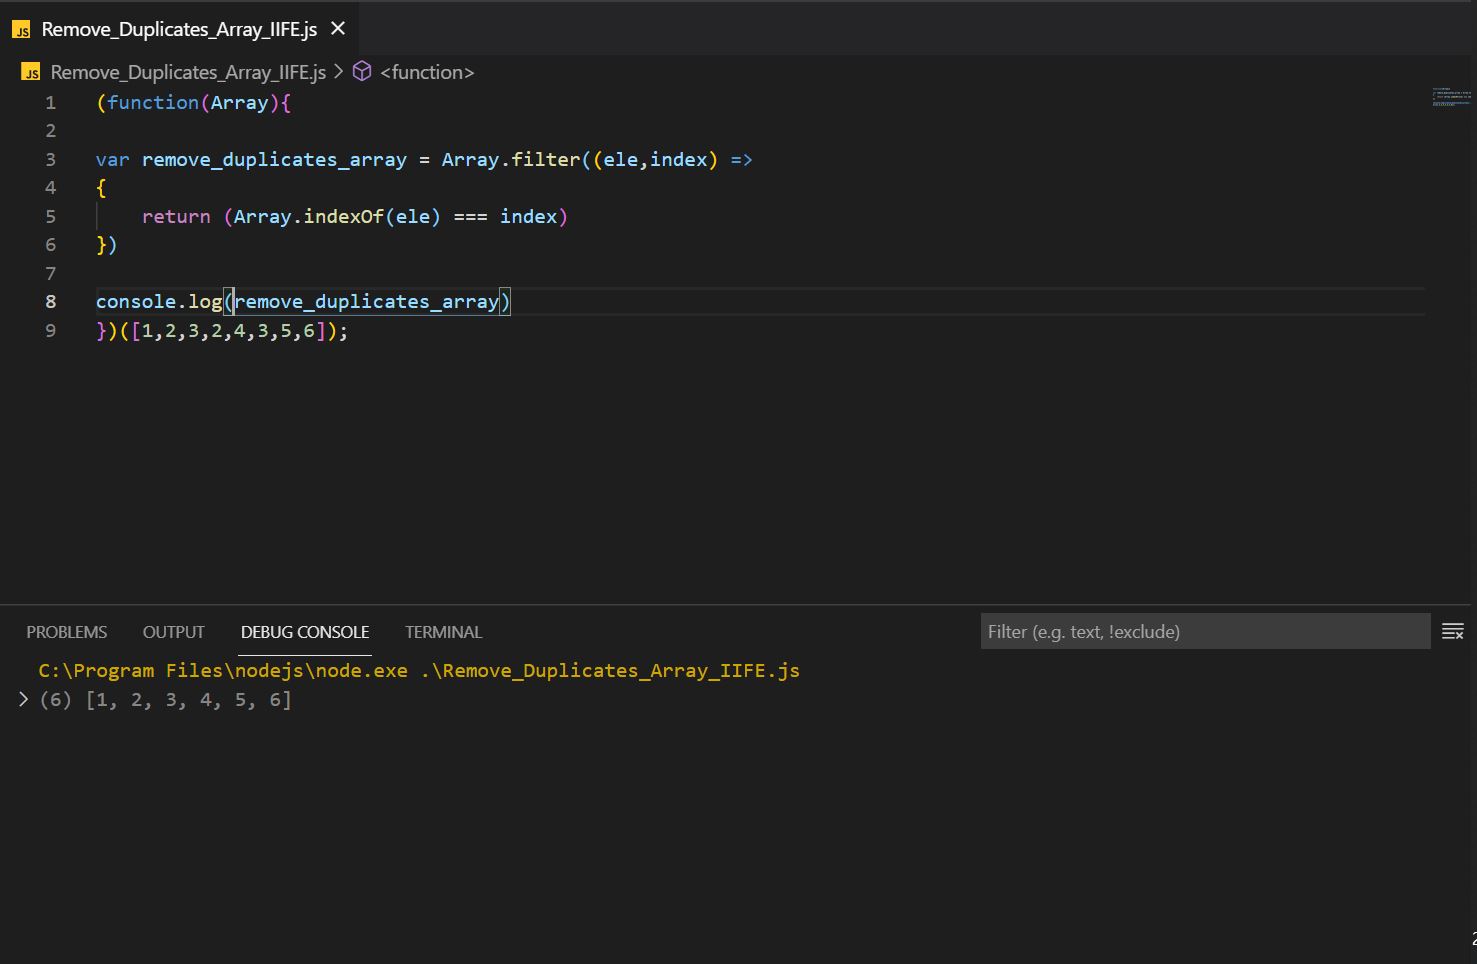 JS Remove_Duplicates_Array_IIFE.js
JS Remove_Duplicates_Array_IIFE.js > <function>
1 (function(Array){
2
3 var remove_duplicates_array = Array.filter((ele,index) =>
4 {
5     return (Array.indexOf(ele) === index)
6 })
7
8 console.log(remove_duplicates_array)
9 })([1,2,3,2,4,3,5,6]);
PROBLEMS OUTPUT DEBUG CONSOLE TERMINAL Filter (e.g. text, !exclude)
C:\Program Files\nodejs\node.exe .\Remove_Duplicates_Array_IIFE.js
> (6) [1, 2, 3, 4, 5, 6]